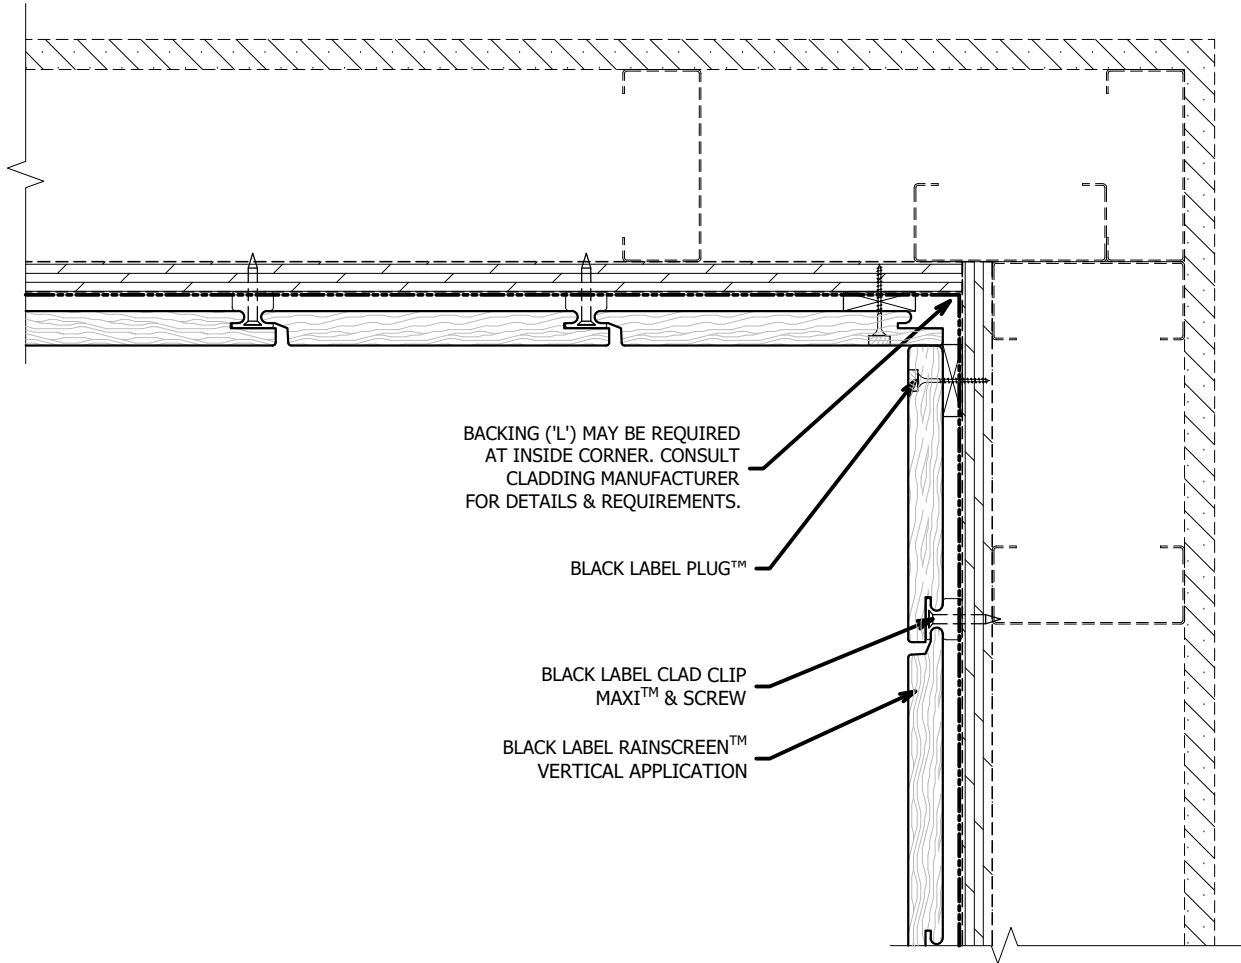 BACKING ('L') MAY BE REQUIRED
AT INSIDE CORNER. CONSULT
CLADDING MANUFACTURER
FOR DETAILS & REQUIREMENTS.
BLACK LABEL PLUG™
BLACK LABEL CLAD CLIP
MAXI™ & SCREW
BLACK LABEL RAINSCREEN™
VERTICAL APPLICATION